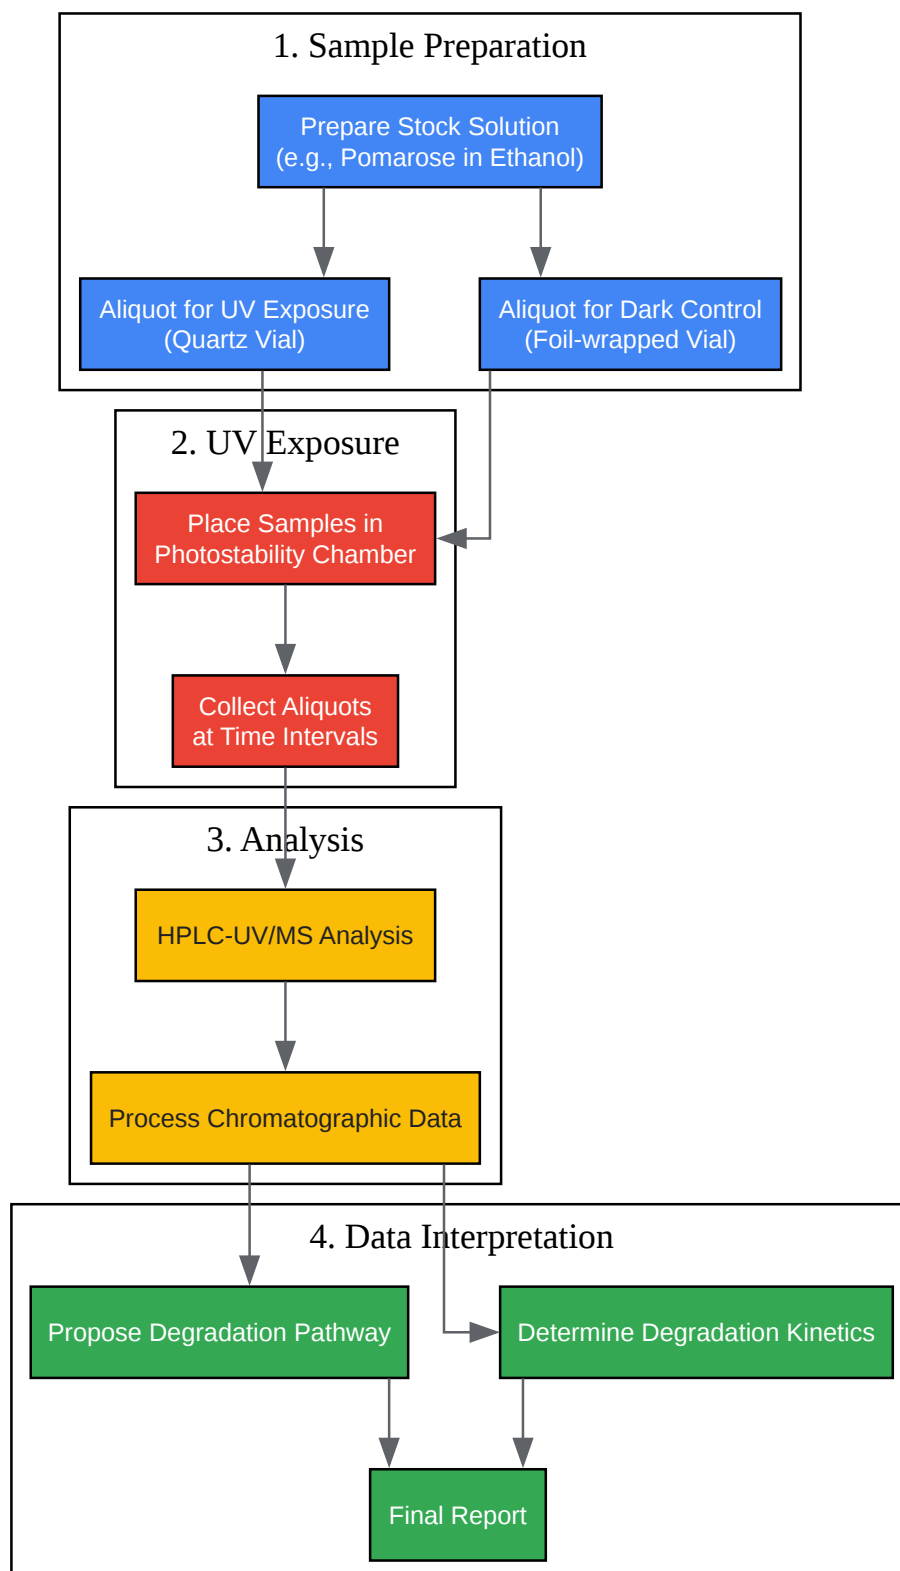 1. Sample Preparation
Prepare Stock Solution
(e.g., Pomarose in Ethanol)
Aliquot for UV Exposure
(Quartz Vial)
Aliquot for Dark Control
(Foil-wrapped Vial)
2. UV Exposure
Place Samples in
Photostability Chamber
Collect Aliquots
at Time Intervals
3. Analysis
HPLC-UV/MS Analysis
Process Chromatographic Data
4. Data Interpretation
Propose Degradation Pathway
Determine Degradation Kinetics
Final Report